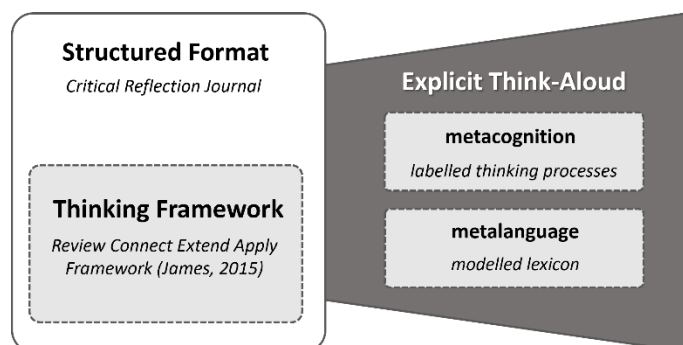 Structured Format
Critical Reflection Journal
Thinking Framework
Review Connect Extend Apply
Framework (James, 2015)
Explicit Think-Aloud
metacognition
labelled thinking processes
metalanguage
modelled lexicon